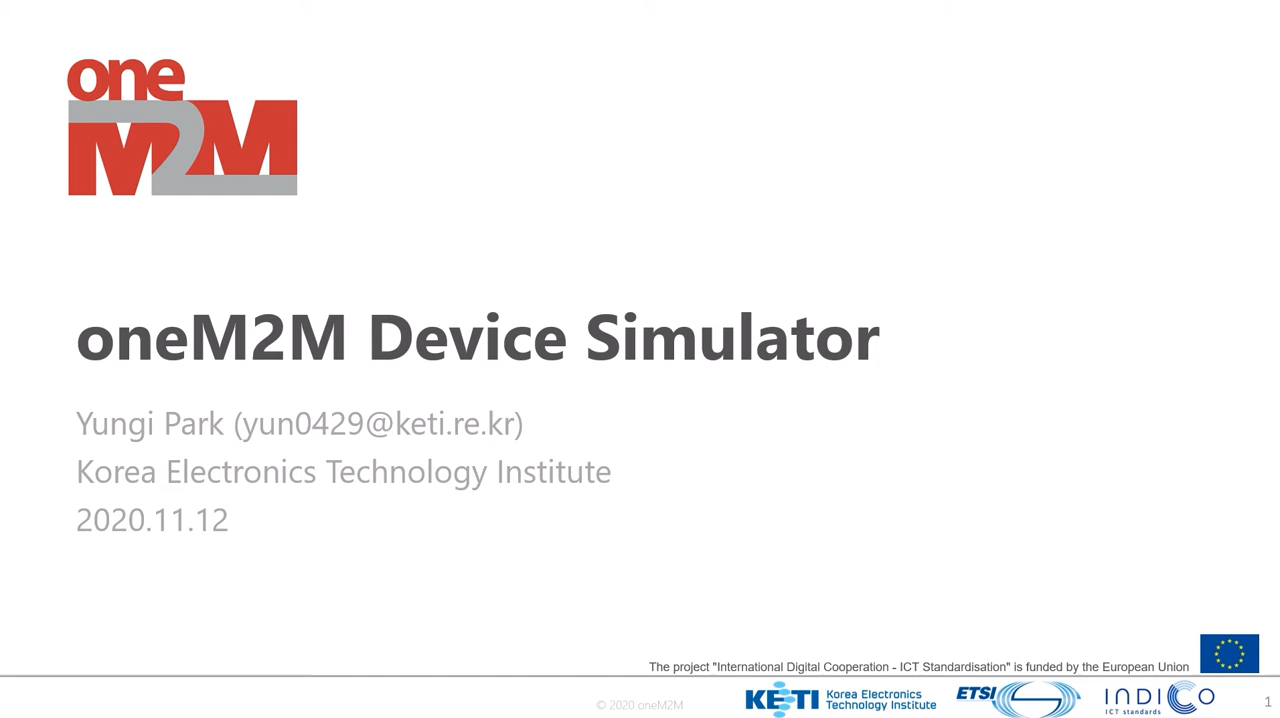 one
M2M
oneM2M Device Simulator
Yungi Park (yun0429@keti.re.kr)
Korea Electronics Technology Institute
2020.11.12
The project "International Digital Cooperation - ICT Standardisation" is funded by the European Union
© 2020 oneM2M
KETI Korea Electronics
Technology Institute
ETSI
INDICO
ICT standards
1